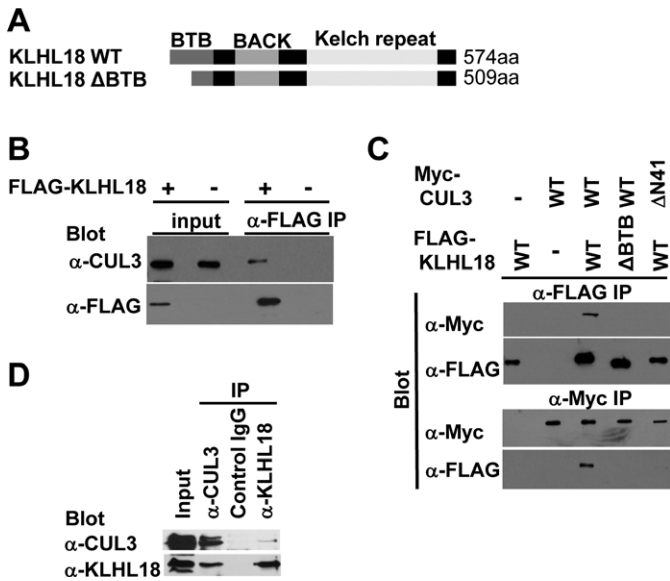 A
BTB BACK Kelch repeat
KLHL18 WT 574aa
KLHL18 ΔBTB 509aa
B
FLAG-KLHL18 + - + -
input α-FLAG IP
Blot
α-CUL3
α-FLAG
C
Myc-CUL3 - WT WT WT ΔN41
FLAG-KLHL18 WT - WT ΔBTB WT
Blot
α-FLAG IP
α-Myc
α-FLAG
α-Myc IP
α-Myc
α-FLAG
D
IP
Input α-CUL3 Control IgG α-KLHL18
Blot
α-CUL3
α-KLHL18